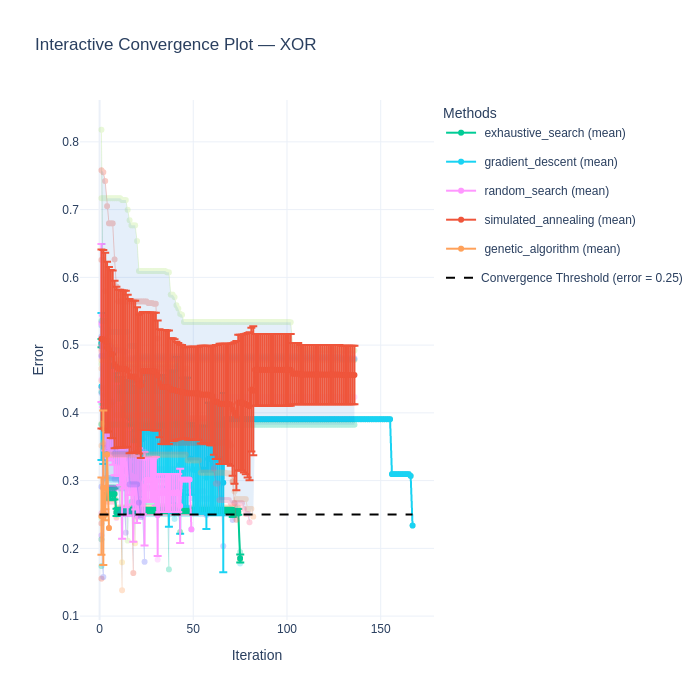 Interactive Convergence Plot — XOR
Methods
exhaustive_search (mean)
gradient_descent (mean)
random_search (mean)
simulated_annealing (mean)
genetic_algorithm (mean)
Convergence Threshold (error = 0.25)
Error
0.8
0.7
0.6
0.5
0.4
0.3
0.2
0.1
0
50
100
150
Iteration